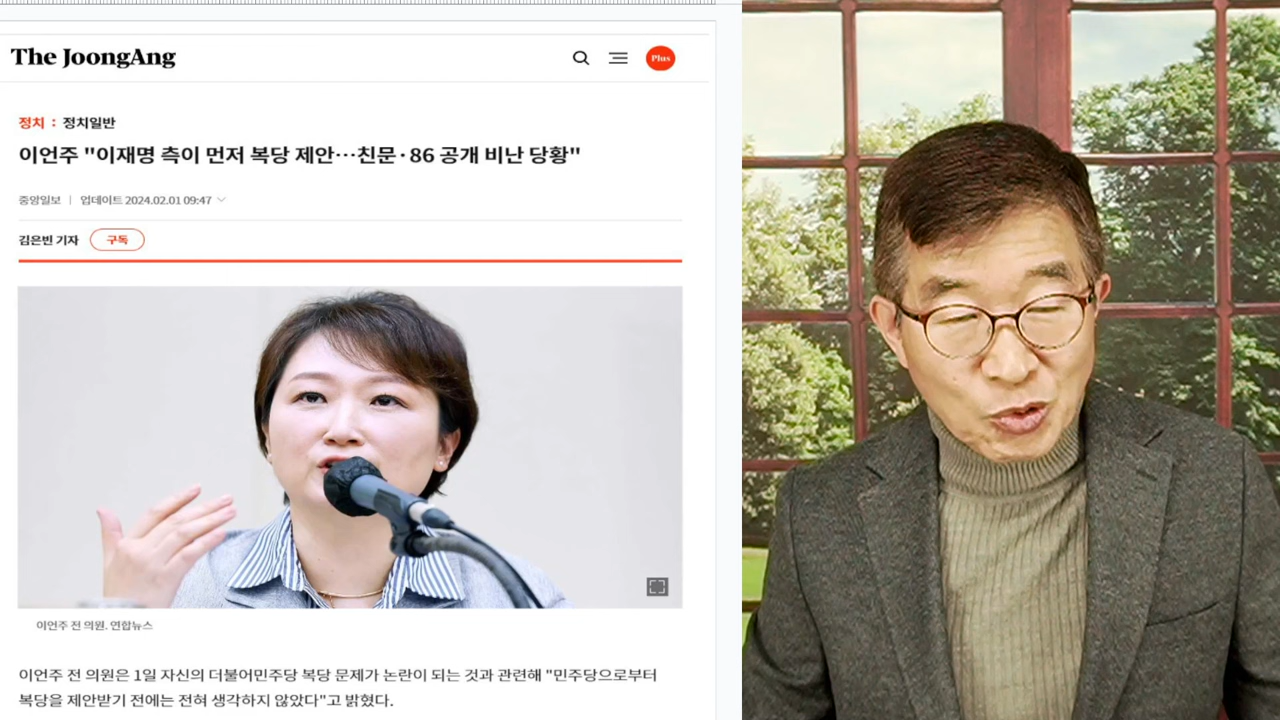 The JoongAng
Plus
정치 : 정치일반
이언주 "이재명 측이 먼저 복당 제안…친문·86 공개 비난 당황"
중앙일보 | 업데이트 2024.02.01 09:47
김은빈 기자 구독
이언주 전 의원. 연합뉴스
이언주 전 의원은 1일 자신의 더불어민주당 복당 문제가 논란이 되는 것과 관련해 "민주당으로부터
복당을 제안받기 전에는 전혀 생각하지 않았다"고 밝혔다.